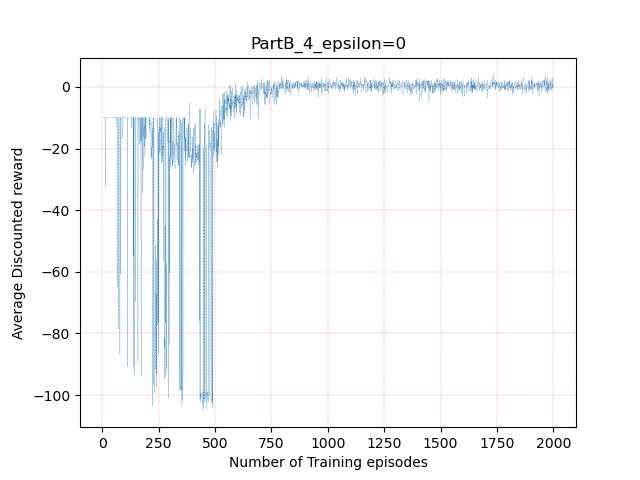 PartB_4_epsilon=0
Average Discounted reward
0
−20
−40
−60
−80
−100
0 250 500 750 1000 1250 1500 1750 2000
Number of Training episodes